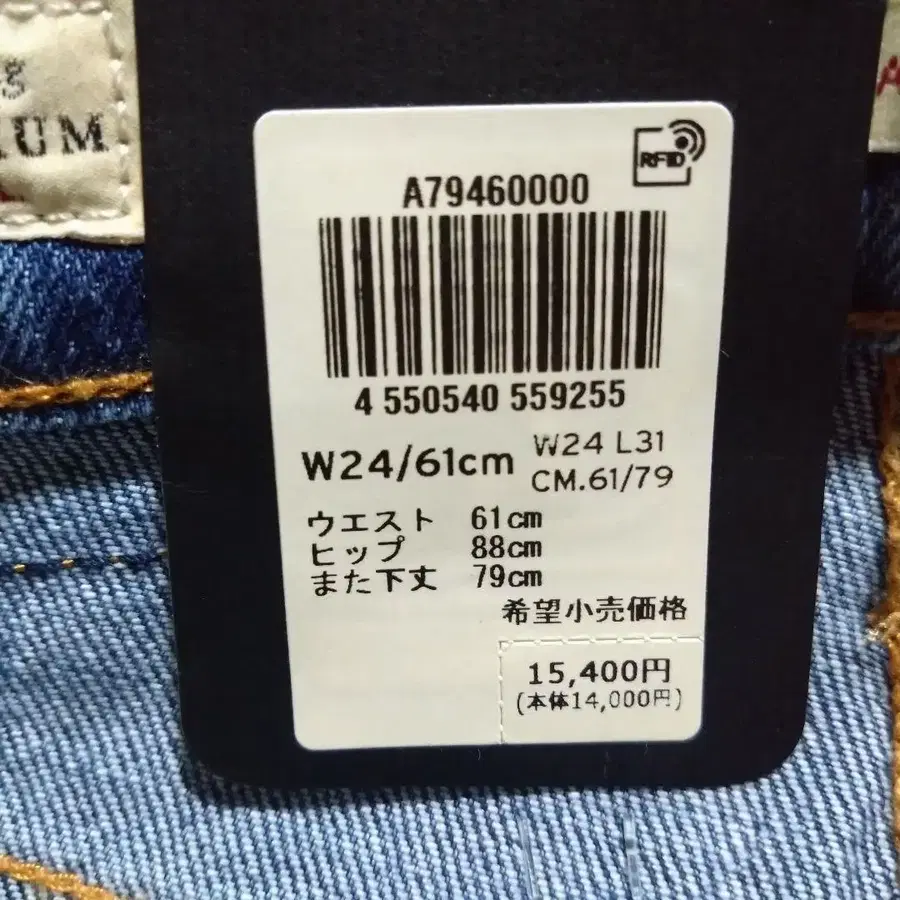 RFID
A79460000
4 550540 559255
W24/61cm
W24 L31
CM.61/79
ウエスト 61cm
ヒップ 88cm
また下丈 79cm
希望小売価格
15,400円
(本体14,000円)